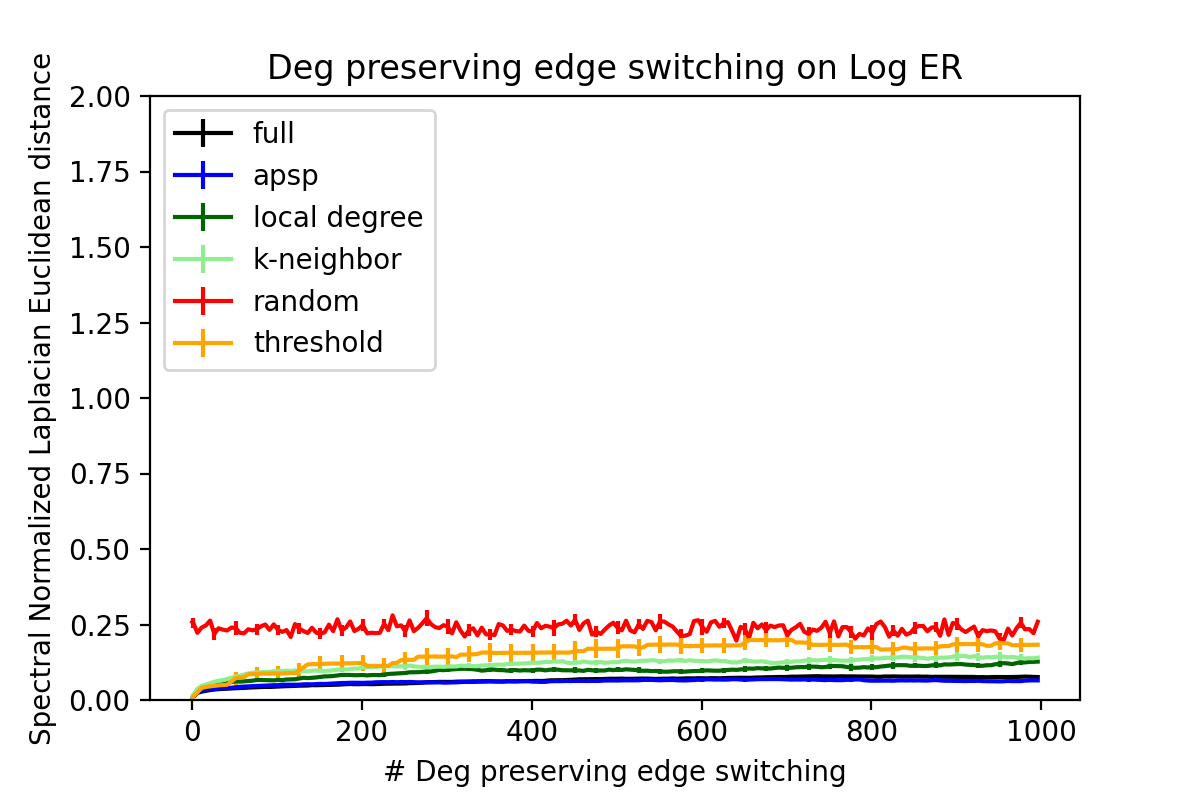 Deg preserving edge switching on Log ER
Spectral Normalized Laplacian Euclidean distance
2.00
1.75
1.50
1.25
1.00
0.75
0.50
0.25
0.00
full
apsp
local degree
k-neighbor
random
threshold
0 200 400 600 800 1000
# Deg preserving edge switching